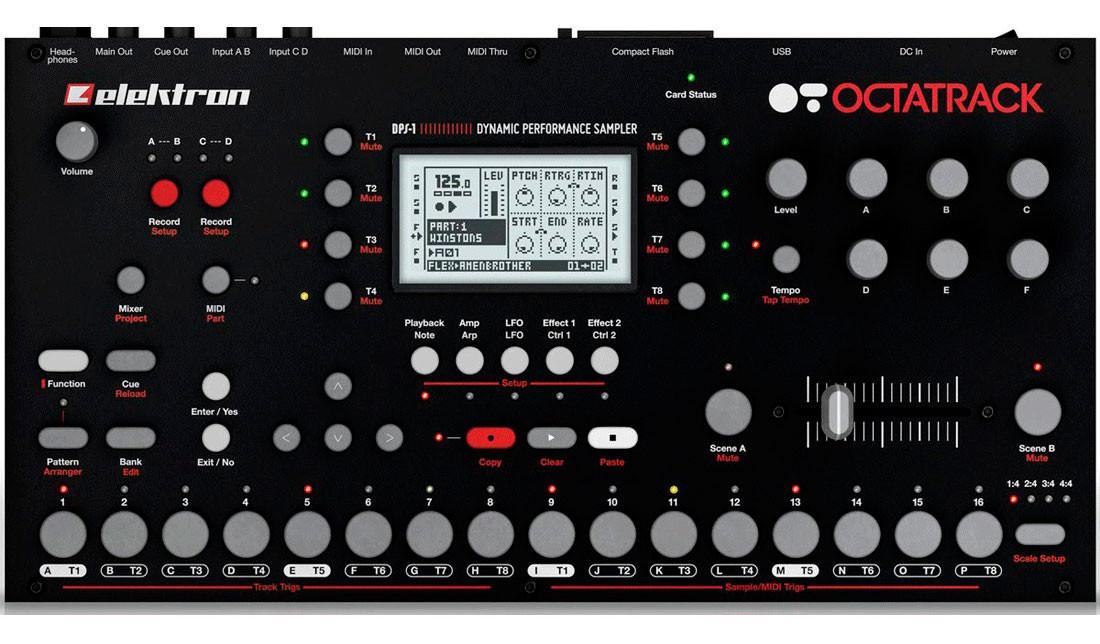 Head-
phones
Main Out
Cue Out
Input A B
Input C D
MIDI In
MIDI Out
MIDI Thru
Compact Flash
USB
DC In
Power
elektron
Card Status
OCTATRACK
DPS-1 DYNAMIC PERFORMANCE SAMPLER
Volume
A --- B
C --- D
Record
Setup
Record
Setup
T1
Mute
T2
Mute
T3
Mute
T4
Mute
125.0
LEV
PTCH
RTRG
RTIM
STRT
END
RATE
PART:1
WINSTONS
A01
FLEX▸AMENBROTHER
01→02
T5
Mute
T6
Mute
T7
Mute
T8
Mute
Level
A
B
C
Tempo
Tap Tempo
D
E
F
Mixer
Project
MIDI
Part
Playback
Note
Amp
Arp
LFO
LFO
Effect 1
Ctrl 1
Effect 2
Ctrl 2
Setup
Function
Cue
Reload
Enter / Yes
Pattern
Arranger
Bank
Edit
Exit / No
Copy
Clear
Paste
Scene A
Mute
Scene B
Mute
1:4 2:4 3:4 4:4
Scale Setup
1 2 3 4 5 6 7 8 9 10 11 12 13 14 15 16
A T1
B T2
C T3
D T4
E T5
F T6
G T7
H T8
I T1
J T2
K T3
L T4
M T5
N T6
O T7
P T8
Track Trigs
Sample/MIDI Trigs